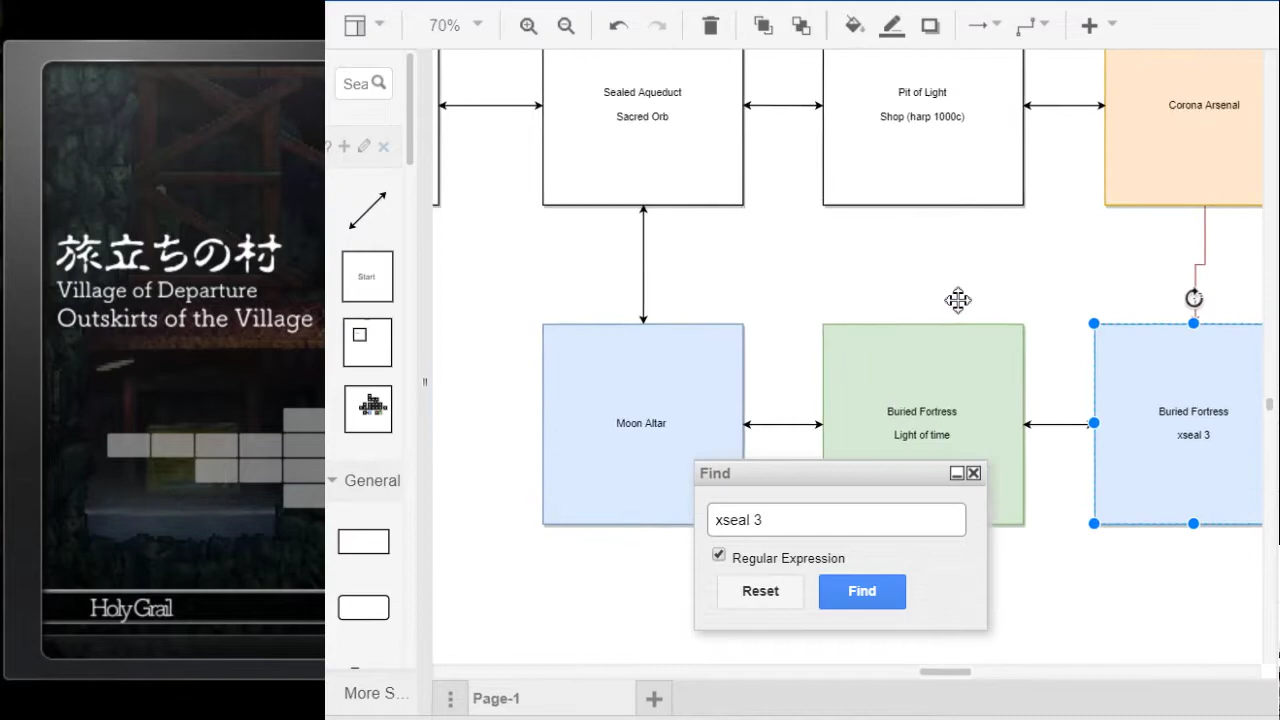 旅立ちの村
Village of Departure
Outskirts of the Village
Holy Grail
70%
Sea
?
Start
General
More S...
Sealed Aqueduct
Sacred Orb
Pit of Light
Shop (harp 1000c)
Corona Arsenal
Moon Altar
Buried Fortress
Light of time
Buried Fortress
xseal 3
Find
xseal 3
Regular Expression
Reset
Find
Page-1